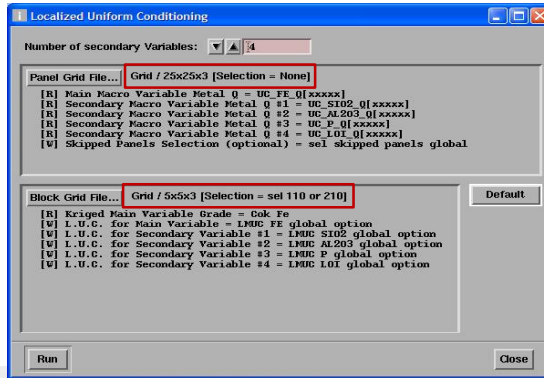 Localized Uniform Conditioning
Number of secondary Variables: 4
Panel Grid File... Grid / 25x25x3 [Selection = None]
[R] Main Macro Variable Metal Q = UC_FE_Q[xxxxx]
[R] Secondary Macro Variable Metal Q #1 = UC_SIO2_Q[xxxxx]
[R] Secondary Macro Variable Metal Q #2 = UC_AL2O3_Q[xxxxx]
[R] Secondary Macro Variable Metal Q #3 = UC_P_Q[xxxxx]
[R] Secondary Macro Variable Metal Q #4 = UC_LOI_Q[xxxxx]
[W] Skipped Panels Selection (optional) = sel skipped panels global
Block Grid File... Grid / 5x5x3 [Selection = sel 110 or 210]
Default
[R] Kriged Main Variable Grade = Cok Fe
[W] L.U.C. for Main Variable = LMUC FE global option
[W] L.U.C. for Secondary Variable #1 = LMUC SIO2 global option
[W] L.U.C. for Secondary Variable #2 = LMUC AL2O3 global option
[W] L.U.C. for Secondary Variable #3 = LMUC P global option
[W] L.U.C. for Secondary Variable #4 = LMUC LOI global option
Run
Close